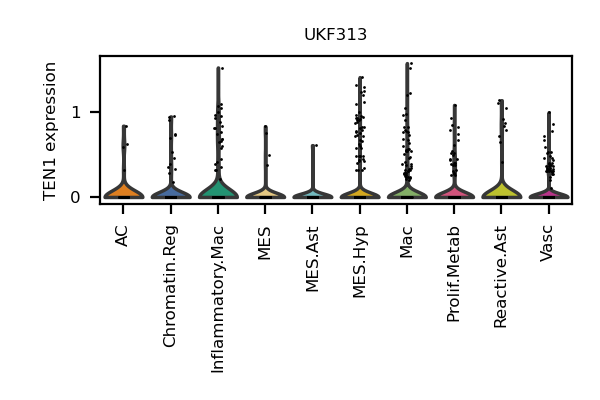 UKF313
TEN1 expression
1
0
AC
Chromatin.Reg
Inflammatory.Mac
MES
MES.Ast
MES.Hyp
Mac
Prolif.Metab
Reactive.Ast
Vasc